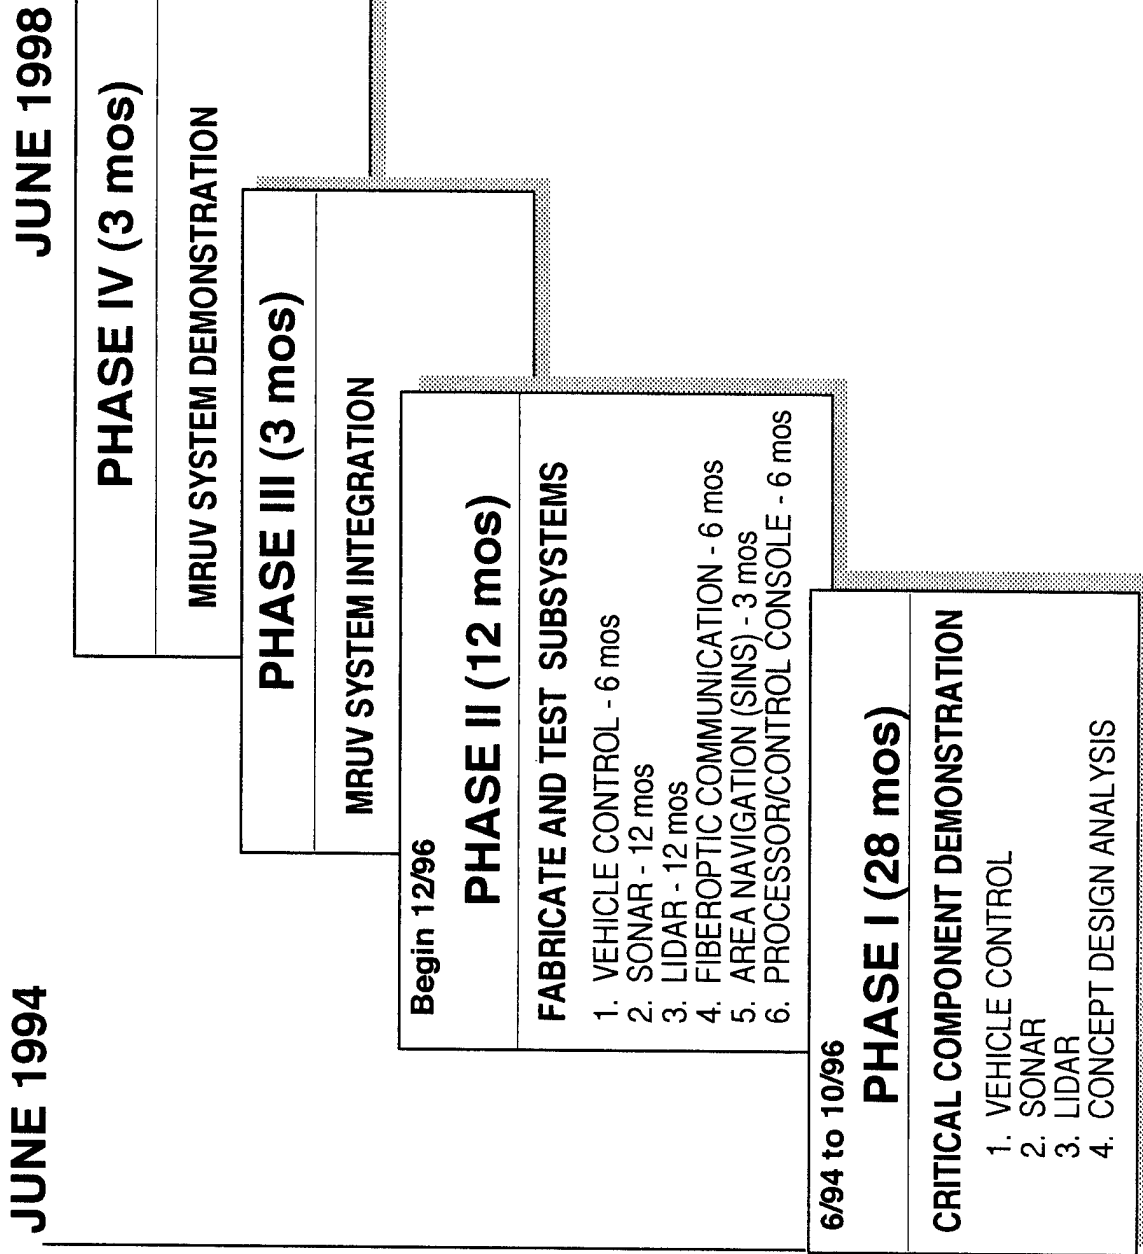 JUNE 1994
JUNE 1998
6/94 to 10/96
PHASE I (28 mos)
CRITICAL COMPONENT DEMONSTRATION
1. VEHICLE CONTROL
2. SONAR
3. LIDAR
4. CONCEPT DESIGN ANALYSIS
Begin 12/96
PHASE II (12 mos)
FABRICATE AND TEST SUBSYSTEMS
1. VEHICLE CONTROL - 6 mos
2. SONAR - 12 mos
3. LIDAR - 12 mos
4. FIBEROPTIC COMMUNICATION - 6 mos
5. AREA NAVIGATION (SINS) - 3 mos
6. PROCESSOR/CONTROL CONSOLE - 6 mos
PHASE III (3 mos)
MRUV SYSTEM INTEGRATION
PHASE IV (3 mos)
MRUV SYSTEM DEMONSTRATION